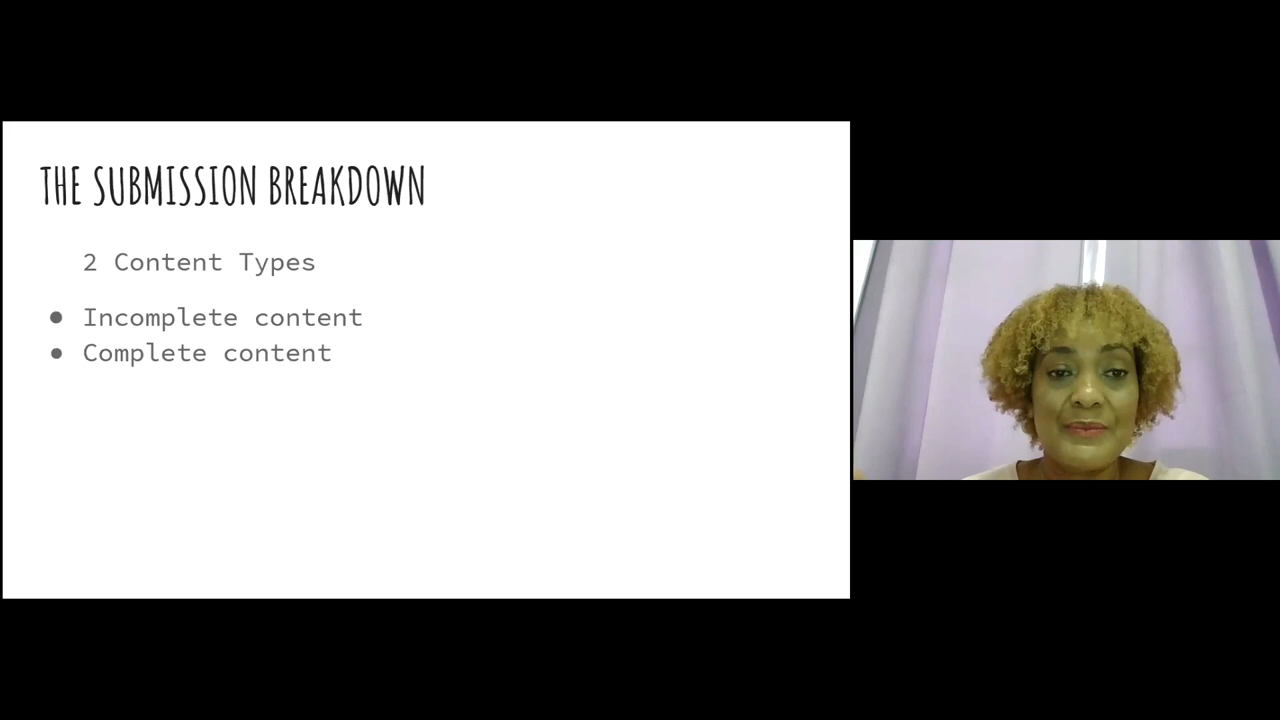 THE SUBMISSION BREAKDOWN
2 Content Types
● Incomplete content
● Complete content